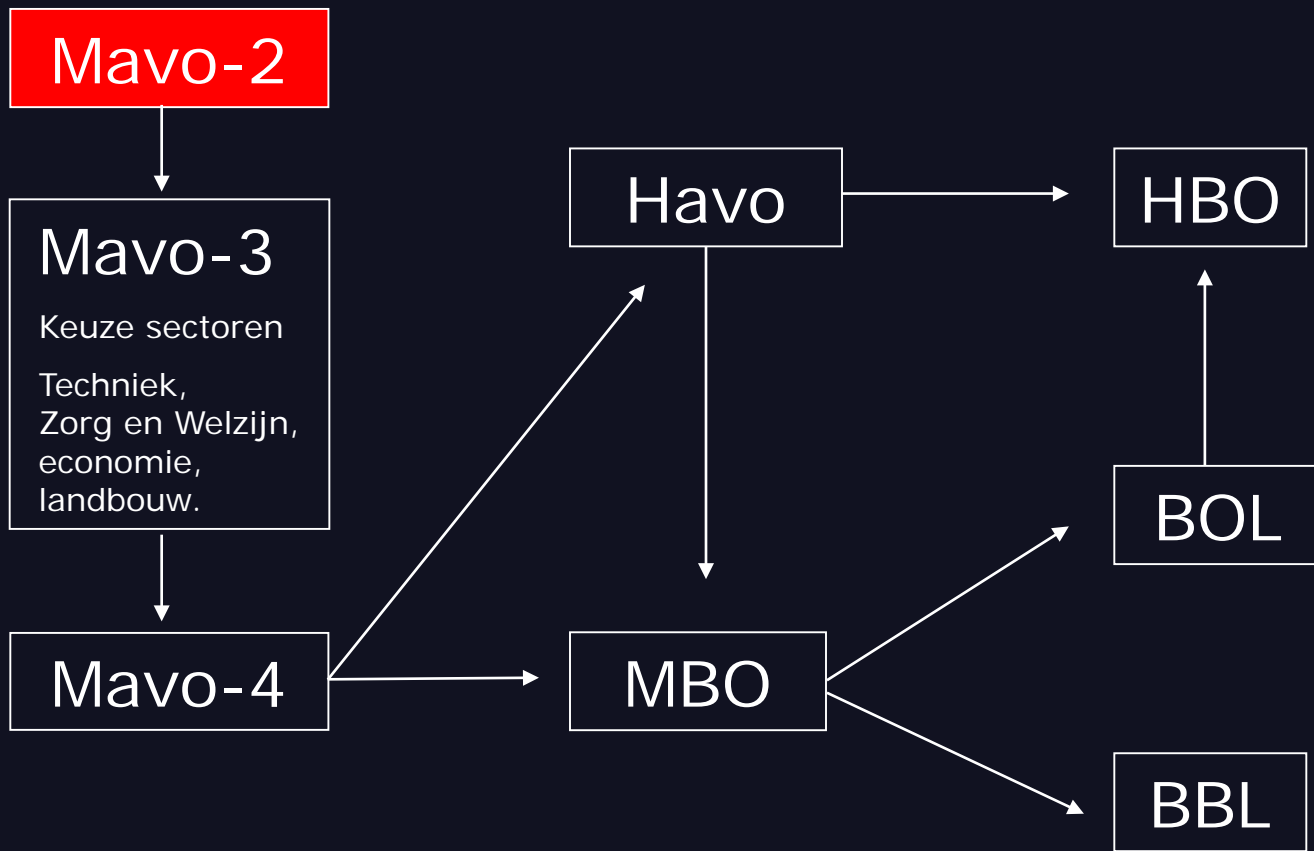 Mavo-2
Mavo-3
Keuze sectoren
Techniek,
Zorg en Welzijn,
economie,
landbouw.
Mavo-4
Havo
MBO
HBO
BOL
BBL